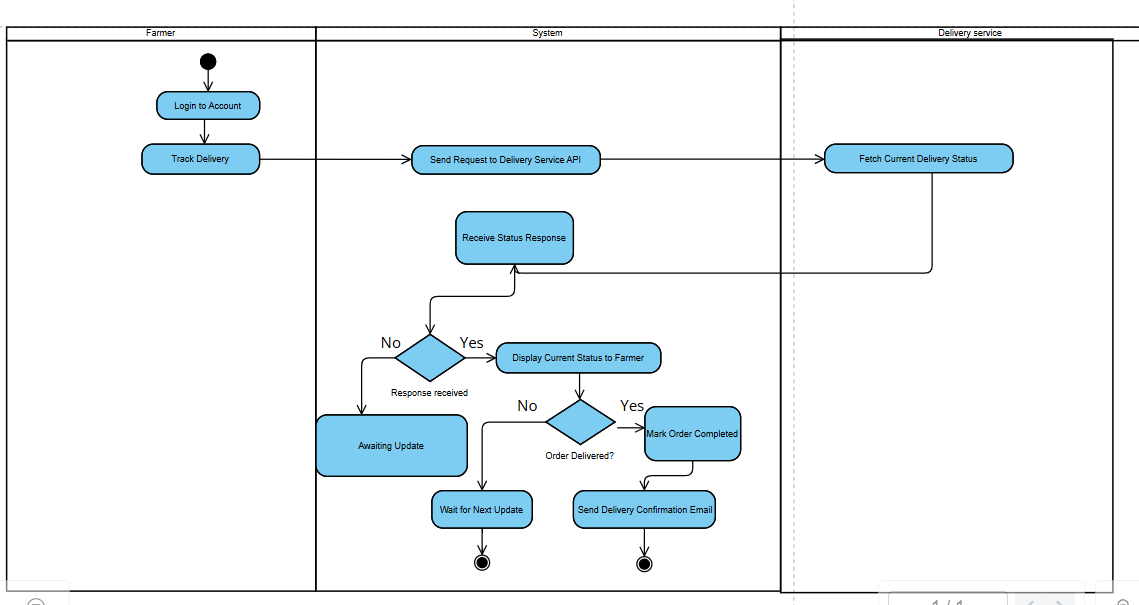 Farmer
System
Delivery service
Login to Account
Track Delivery
Send Request to Delivery Service API
Fetch Current Delivery Status
Receive Status Response
No
Yes
Display Current Status to Farmer
Response received
No
Yes
Mark Order Completed
Awaiting Update
Order Delivered?
Wait for Next Update
Send Delivery Confirmation Email
1 / 1